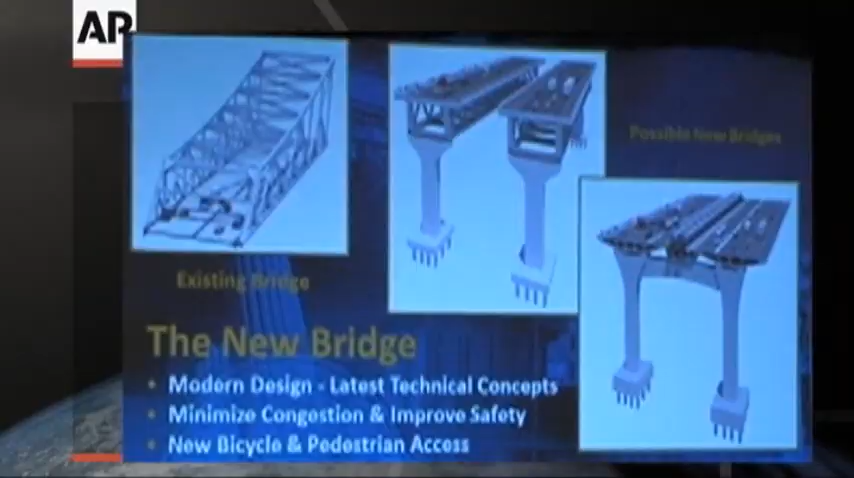 AP
Existing Bridge
Possible New Bridges
The New Bridge
• Modern Design - Latest Technical Concepts
• Minimize Congestion & Improve Safety
• New Bicycle & Pedestrian Access